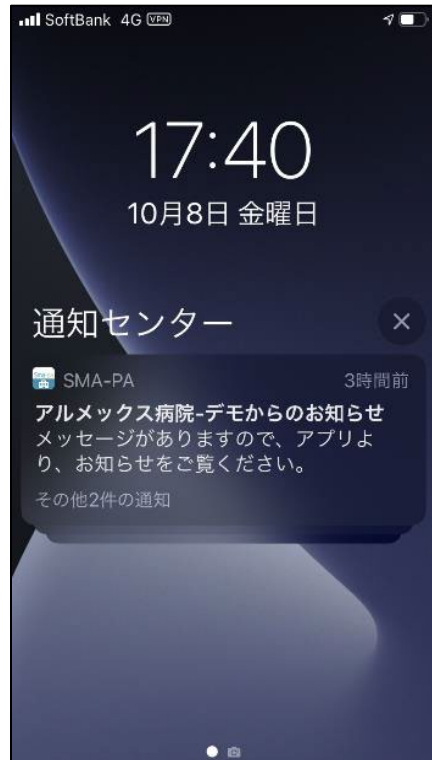 SoftBank 4G VPN
17:40
10月8日 金曜日
通知センター
SMA-PA 3時間前
アルメックス病院-デモからのお知らせ
メッセージがありますので、アプリよ
り、お知らせをご覧ください。
その他2件の通知